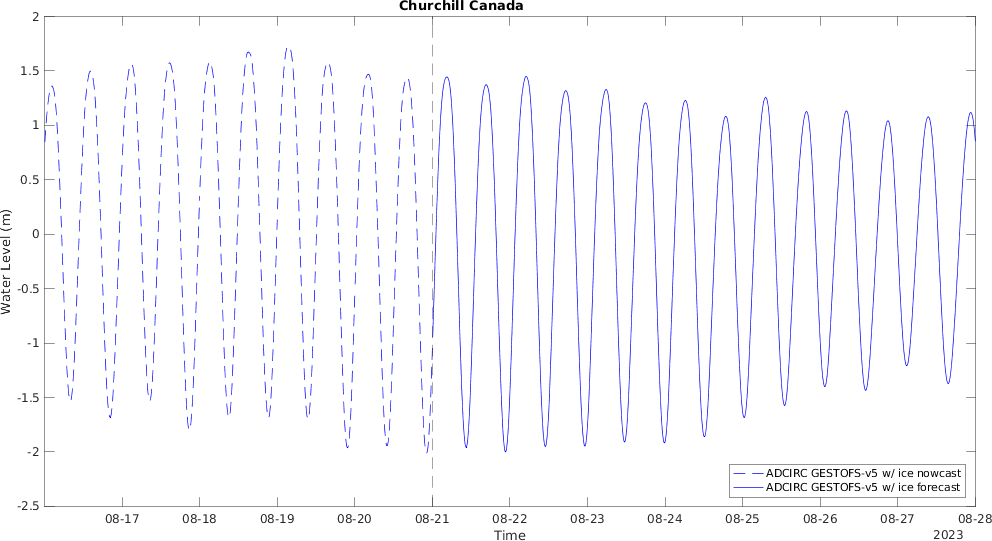 Churchill Canada
2
1.5
1
0.5
0
-0.5
-1
-1.5
-2
-2.5
Water Level (m)
ADCIRC GESTOFS-v5 w/ ice nowcast
ADCIRC GESTOFS-v5 w/ ice forecast
08-17 08-18 08-19 08-20 08-21 08-22 08-23 08-24 08-25 08-26 08-27 08-28
Time
2023